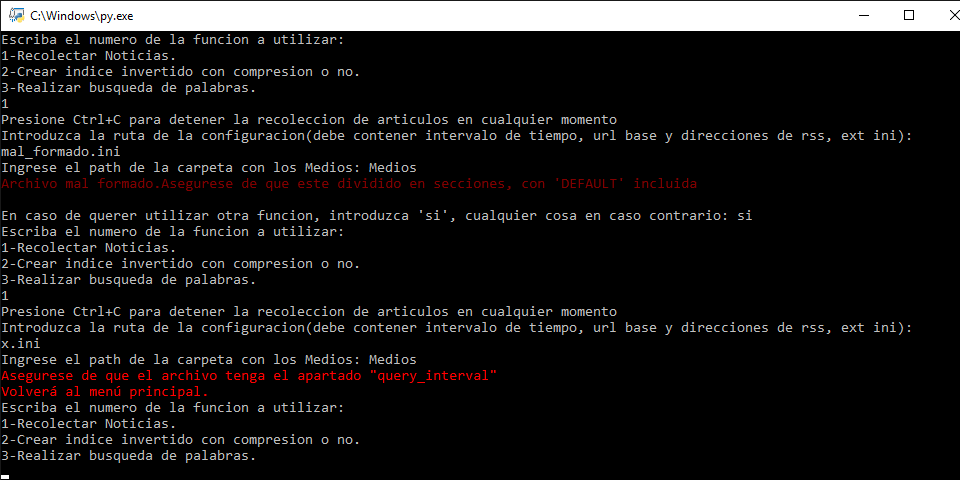 C:\Windows\py.exe
Escriba el numero de la funcion a utilizar:
1-Recolectar Noticias.
2-Crear indice invertido con compresion o no.
3-Realizar busqueda de palabras.
1
Presione Ctrl+C para detener la recoleccion de articulos en cualquier momento
Introduzca la ruta de la configuracion(debe contener intervalo de tiempo, url base y direcciones de rss, ext ini):
mal_formado.ini
Ingrese el path de la carpeta con los Medios: Medios
Archivo mal formado.Asegurese de que este dividido en secciones, con 'DEFAULT' incluida
En caso de querer utilizar otra funcion, introduzca 'si', cualquier cosa en caso contrario: si
Escriba el numero de la funcion a utilizar:
1-Recolectar Noticias.
2-Crear indice invertido con compresion o no.
3-Realizar busqueda de palabras.
1
Presione Ctrl+C para detener la recoleccion de articulos en cualquier momento
Introduzca la ruta de la configuracion(debe contener intervalo de tiempo, url base y direcciones de rss, ext ini):
x.ini
Ingrese el path de la carpeta con los Medios: Medios
Asegurese de que el archivo tenga el apartado "query_interval"
Volverá al menú principal.
Escriba el numero de la funcion a utilizar:
1-Recolectar Noticias.
2-Crear indice invertido con compresion o no.
3-Realizar busqueda de palabras.